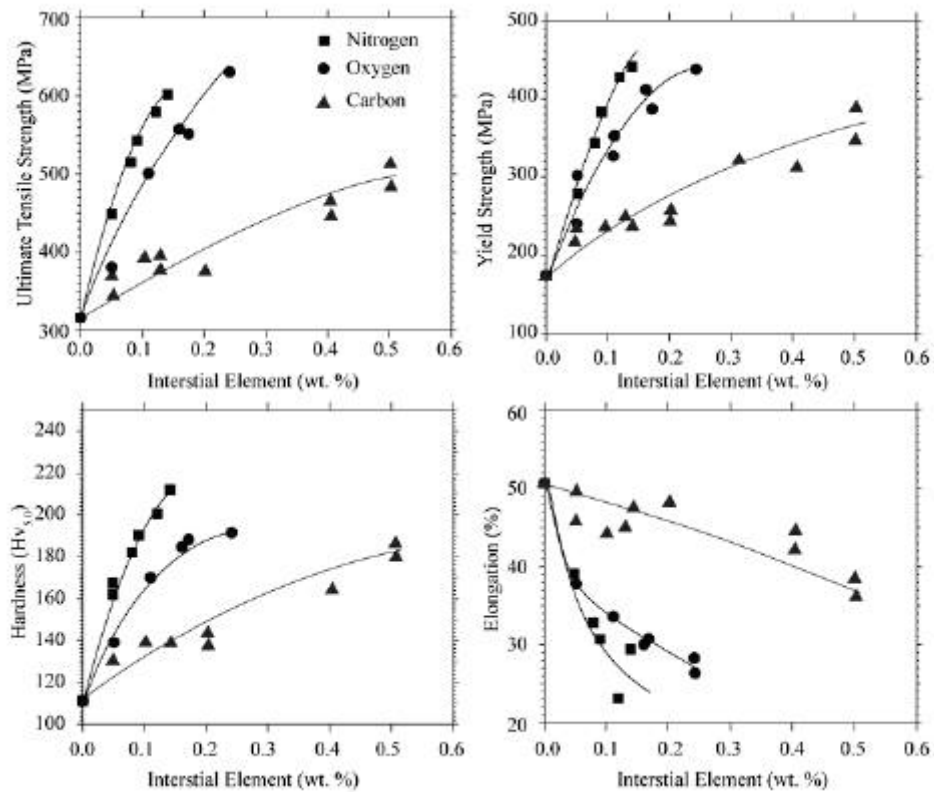 700
600
500
400
300
0.0 0.1 0.2 0.3 0.4 0.5 0.6
Ultimate Tensile Strength (MPa)
Interstial Element (wt. %)
Nitrogen
Oxygen
Carbon
500
400
300
200
100
0.0 0.1 0.2 0.3 0.4 0.5 0.6
Yield Strength (MPa)
Interstial Element (wt. %)
240
220
200
180
160
140
120
100
0.0 0.1 0.2 0.3 0.4 0.5 0.6
Hardness (Hv5.0)
Interstial Element (wt. %)
60
50
40
30
20
0.0 0.1 0.2 0.3 0.4 0.5 0.6
Elongation (%)
Interstial Element (wt. %)